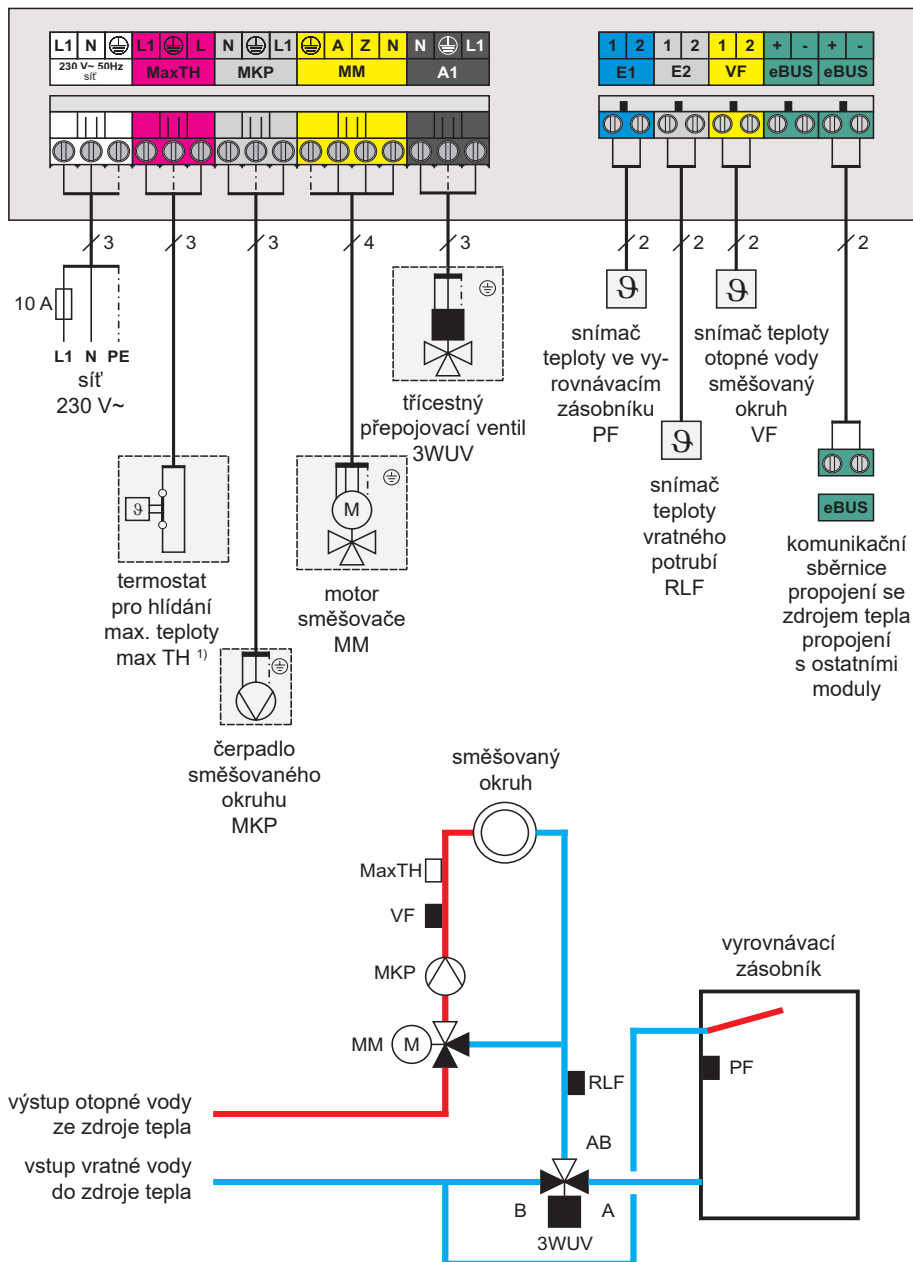 L1 N L1 L N L1 A Z N N L1
230 V~ 50Hz
síť
MaxTH MKP MM A1
1 2 1 2 1 2 + - + -
E1 E2 VF eBUS eBUS
3 3 3 4 3 2 2 2 2
10 A
L1 N PE
síť
230 V~
termostat
pro hlídání
max. teploty
max TH 1)
čerpadlo
směšovaného
okruhu
MKP
M
motor
směšovače
MM
třícestný
přepojovací ventil
3WUV
ϑ
snímač
teploty ve vy-
rovnávacím
zásobníku
PF
ϑ
snímač
teploty
vratného
potrubí
RLF
ϑ
snímač teploty
otopné vody
směšovaný
okruh
VF
eBUS
komunikační
sběrnice
propojení se
zdrojem tepla
propojení
s ostatními
moduly
ϑ
směšovaný
okruh
MaxTH
VF
MKP
MM M
vyrovnávací
zásobník
PF
RLF
výstup otopné vody
ze zdroje tepla
vstup vratné vody
do zdroje tepla
AB
B A
3WUV